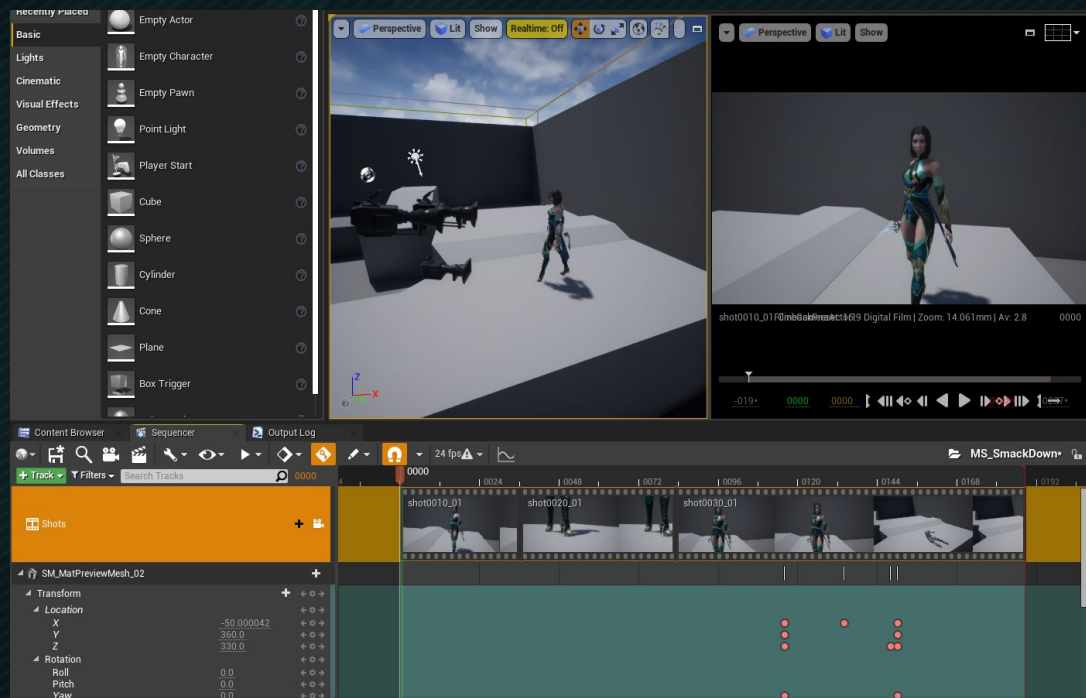 Recently Placed
Basic
Lights
Cinematic
Visual Effects
Geometry
Volumes
All Classes
Empty Actor
Empty Character
Empty Pawn
Point Light
Player Start
Cube
Sphere
Cylinder
Cone
Plane
Box Trigger
Perspective Lit Show Realtime: Off
Z
X
Perspective Lit Show
Digital Film | Zoom: 14.061mm | Av: 2.8 0000
-019* 0000 0000
Content Browser Sequencer Output Log
24 fps MS_SmackDown*
+ Track Filters Search Tracks 0000
0000
0024 0048 0072 0096 0120 0144 0168 0192
Shots
shot0010_01 shot0020_01 shot0030_01
SM_MatPreviewMesh_02
Transform
Location
X -50.000042
Y 360.0
Z 330.0
Rotation
Roll 0.0
Pitch 0.0
Yaw 0.0